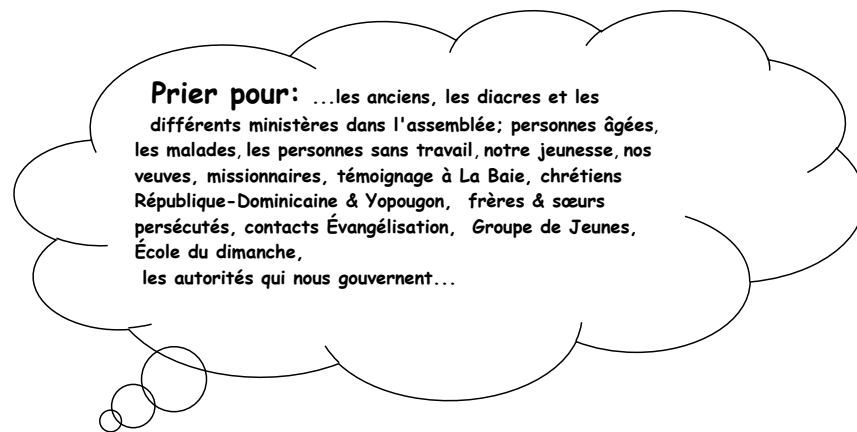 Prier pour: ...les anciens, les diacres et les
différents ministères dans l'assemblée; personnes âgées,
les malades, les personnes sans travail, notre jeunesse, nos
veuves, missionnaires, témoignage à La Baie, chrétiens
République-Dominicaine & Yopougon, frères & sœurs
persécutés, contacts Évangélisation, Groupe de Jeunes,
École du dimanche,
les autorités qui nous gouvernent...